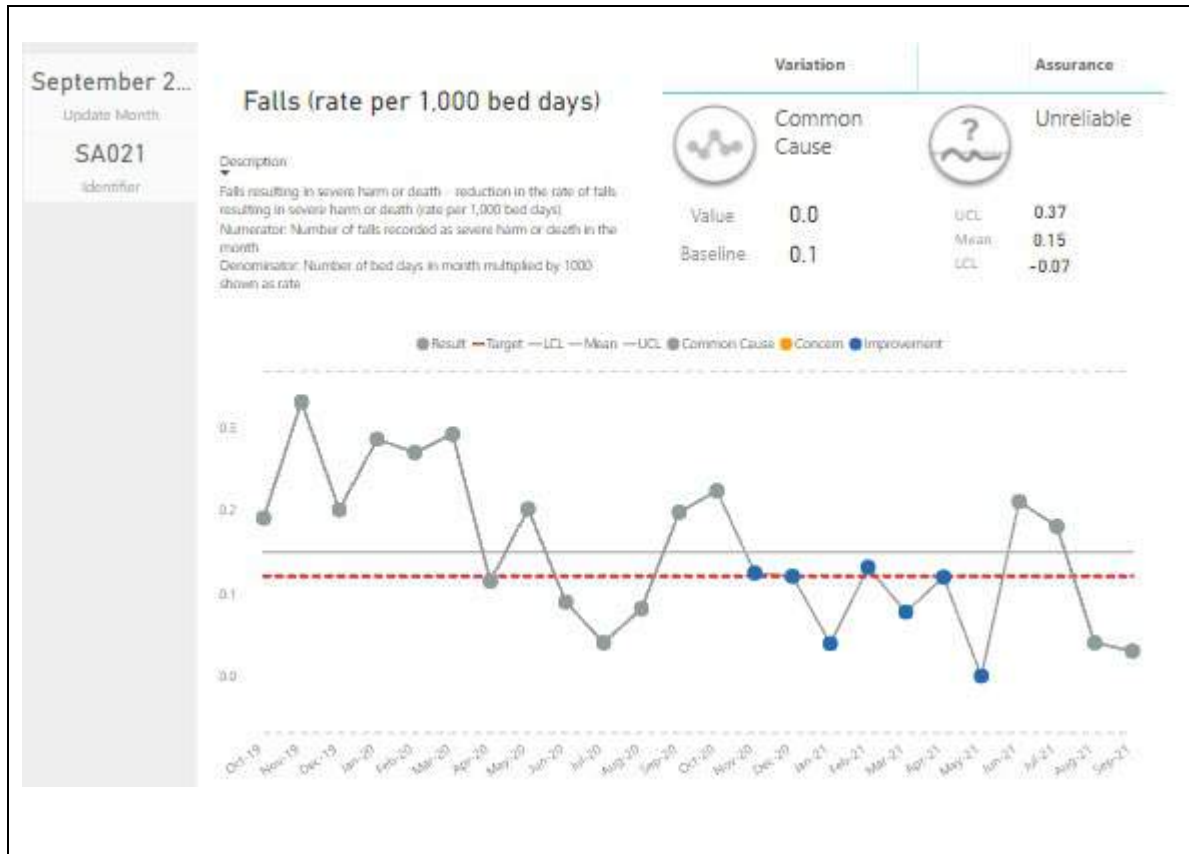 September 2...
Update Month
SA021
Identifier
Falls (rate per 1,000 bed days)
Description
Falls resulting in severe harm or death - reduction in the rate of falls
resulting in severe harm or death (rate per 1,000 bed days)
Numerator: Number of falls recorded as severe harm or death in the
month
Denominator: Number of bed days in month multiplied by 1000
shown as rate
Variation
Assurance
Common
Cause
?
Unreliable
Value 0.0
Baseline 0.1
UCL 0.37
Mean 0.15
LCL -0.07
Result Target LCL Mean UCL Common Cause Concern Improvement
0.3
0.2
0.1
0.0
Oct-19 Nov-19 Dec-19 Jan-20 Feb-20 Mar-20 Apr-20 May-20 Jun-20 Jul-20 Aug-20 Sep-20 Oct-20 Nov-20 Dec-20 Jan-21 Feb-21 Mar-21 Apr-21 May-21 Jun-21 Jul-21 Aug-21 Sep-21